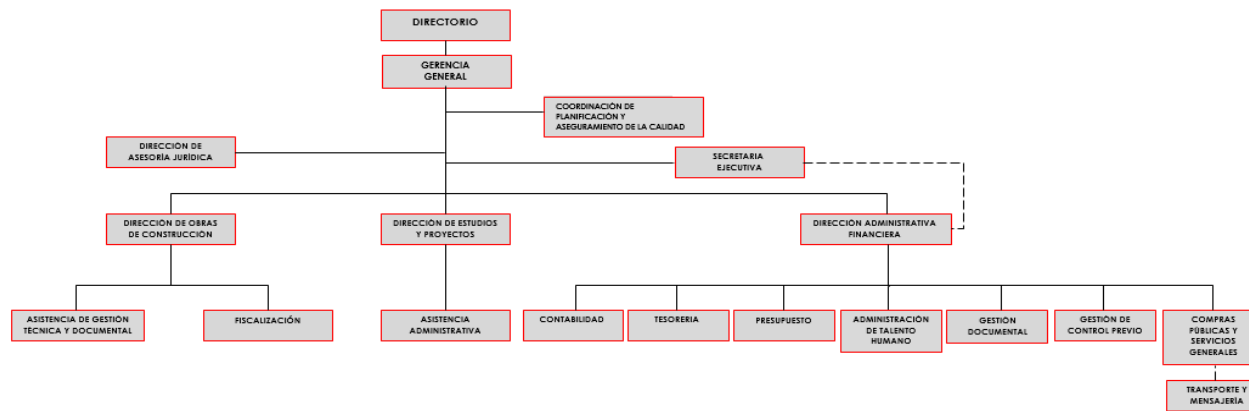 DIRECTORIO
GERENCIA
GENERAL
COORDINACIÓN DE
PLANIFICACIÓN Y
ASEGURAMIENTO DE LA CALIDAD
DIRECCIÓN DE
ASESORÍA JURÍDICA
SECRETARIA
EJECUTIVA
DIRECCIÓN DE OBRAS
DE CONSTRUCCIÓN
DIRECCIÓN DE ESTUDIOS
Y PROYECTOS
DIRECCIÓN ADMINISTRATIVA
FINANCIERA
ASISTENCIA DE GESTIÓN
TÉCNICA Y DOCUMENTAL
FISCALIZACIÓN
ASISTENCIA
ADMINISTRATIVA
CONTABILIDAD
TESORERIA
PRESUPUESTO
ADMINISTRACIÓN
DE TALENTO
HUMANO
GESTIÓN
DOCUMENTAL
GESTIÓN DE
CONTROL PREVIO
COMPRAS
PÚBLICAS Y
SERVICIOS
GENERALES
TRANSPORTE Y
MENSAJERÍA